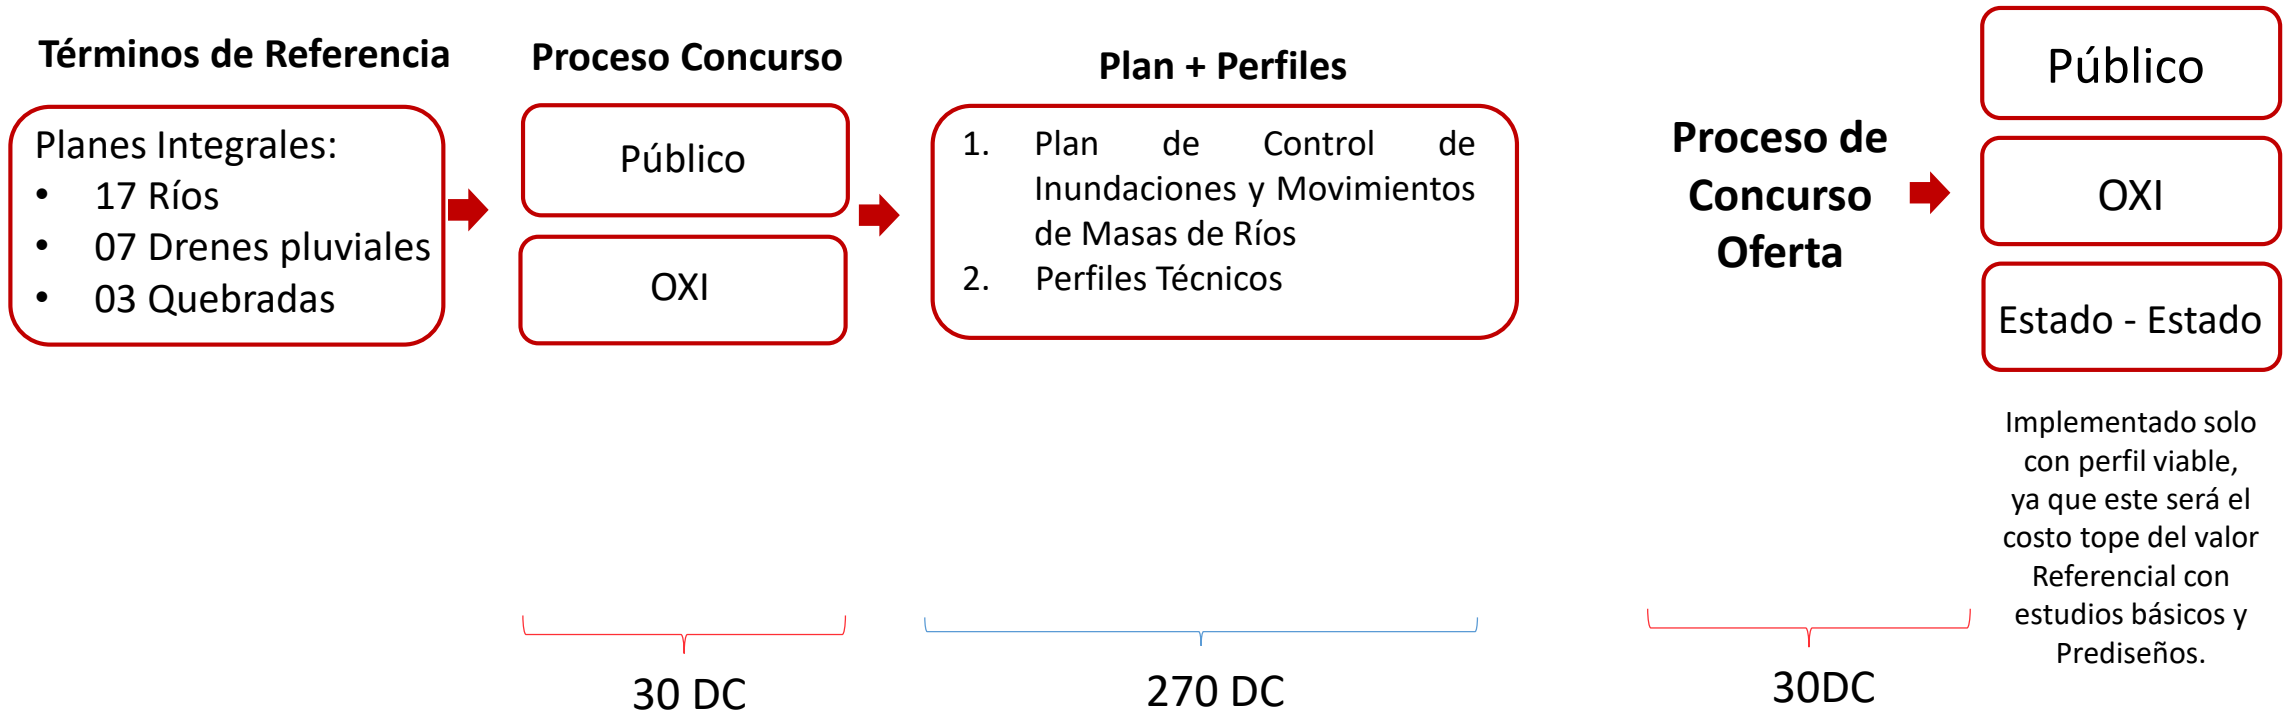 Términos de Referencia
Planes Integrales:
• 17 Ríos
• 07 Drenes pluviales
• 03 Quebradas
Proceso Concurso
Público
OXI
30 DC
Plan + Perfiles
1. Plan de Control de
Inundaciones y Movimientos
de Masas de Ríos
2. Perfiles Técnicos
270 DC
Proceso de
Concurso
Oferta
30DC
Público
OXI
Estado - Estado
Implementado solo
con perfil viable,
ya que este será el
costo tope del valor
Referencial con
estudios básicos y
Prediseños.